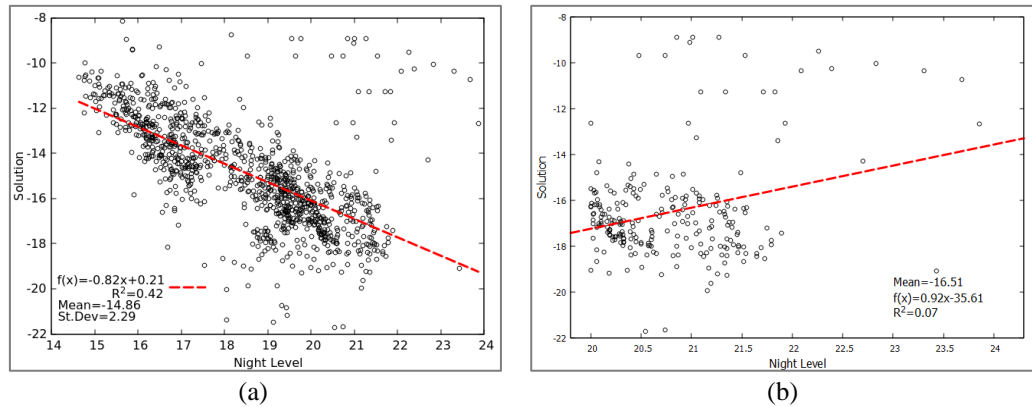 -8
-10
-12
-14
-16
-18
-20
-22
Solution
f(x)=-0.82x+0.21
R²=0.42
Mean=-14.86
St.Dev=2.29
14 15 16 17 18 19 20 21 22 23 24
Night Level
(a)
-8
-10
-12
-14
-16
-18
-20
-22
Solution
Mean=-16.51
f(x)=0.92x-35.61
R²=0.07
20 20.5 21 21.5 22 22.5 23 23.5 24
Night Level
(b)